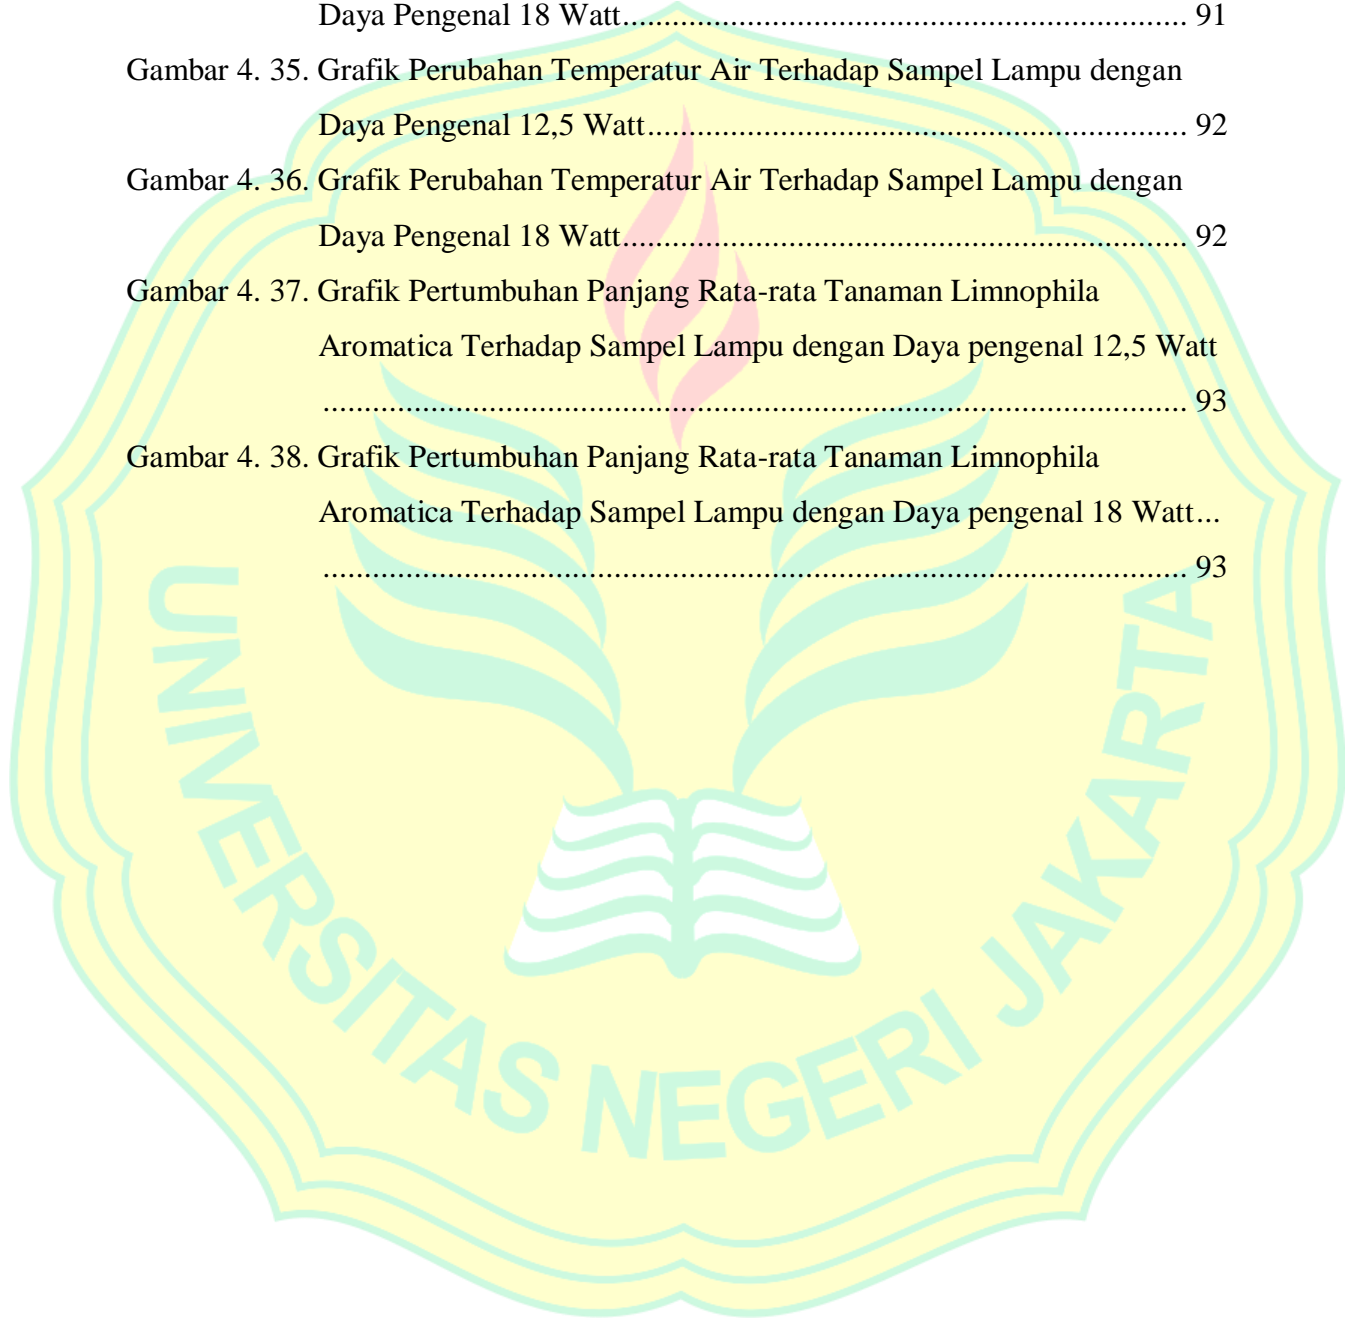 Daya Pengenal 18 Watt..................................................................... 91
Gambar 4. 35. Grafik Perubahan Temperatur Air Terhadap Sampel Lampu dengan
Daya Pengenal 12,5 Watt.................................................................. 92
Gambar 4. 36. Grafik Perubahan Temperatur Air Terhadap Sampel Lampu dengan
Daya Pengenal 18 Watt..................................................................... 92
Gambar 4. 37. Grafik Pertumbuhan Panjang Rata-rata Tanaman Limnophila
Aromatica Terhadap Sampel Lampu dengan Daya pengenal 12,5 Watt
......................................................................................................... 93
Gambar 4. 38. Grafik Pertumbuhan Panjang Rata-rata Tanaman Limnophila
Aromatica Terhadap Sampel Lampu dengan Daya pengenal 18 Watt...
......................................................................................................... 93
UNIVERSITAS NEGERI JAKARTA